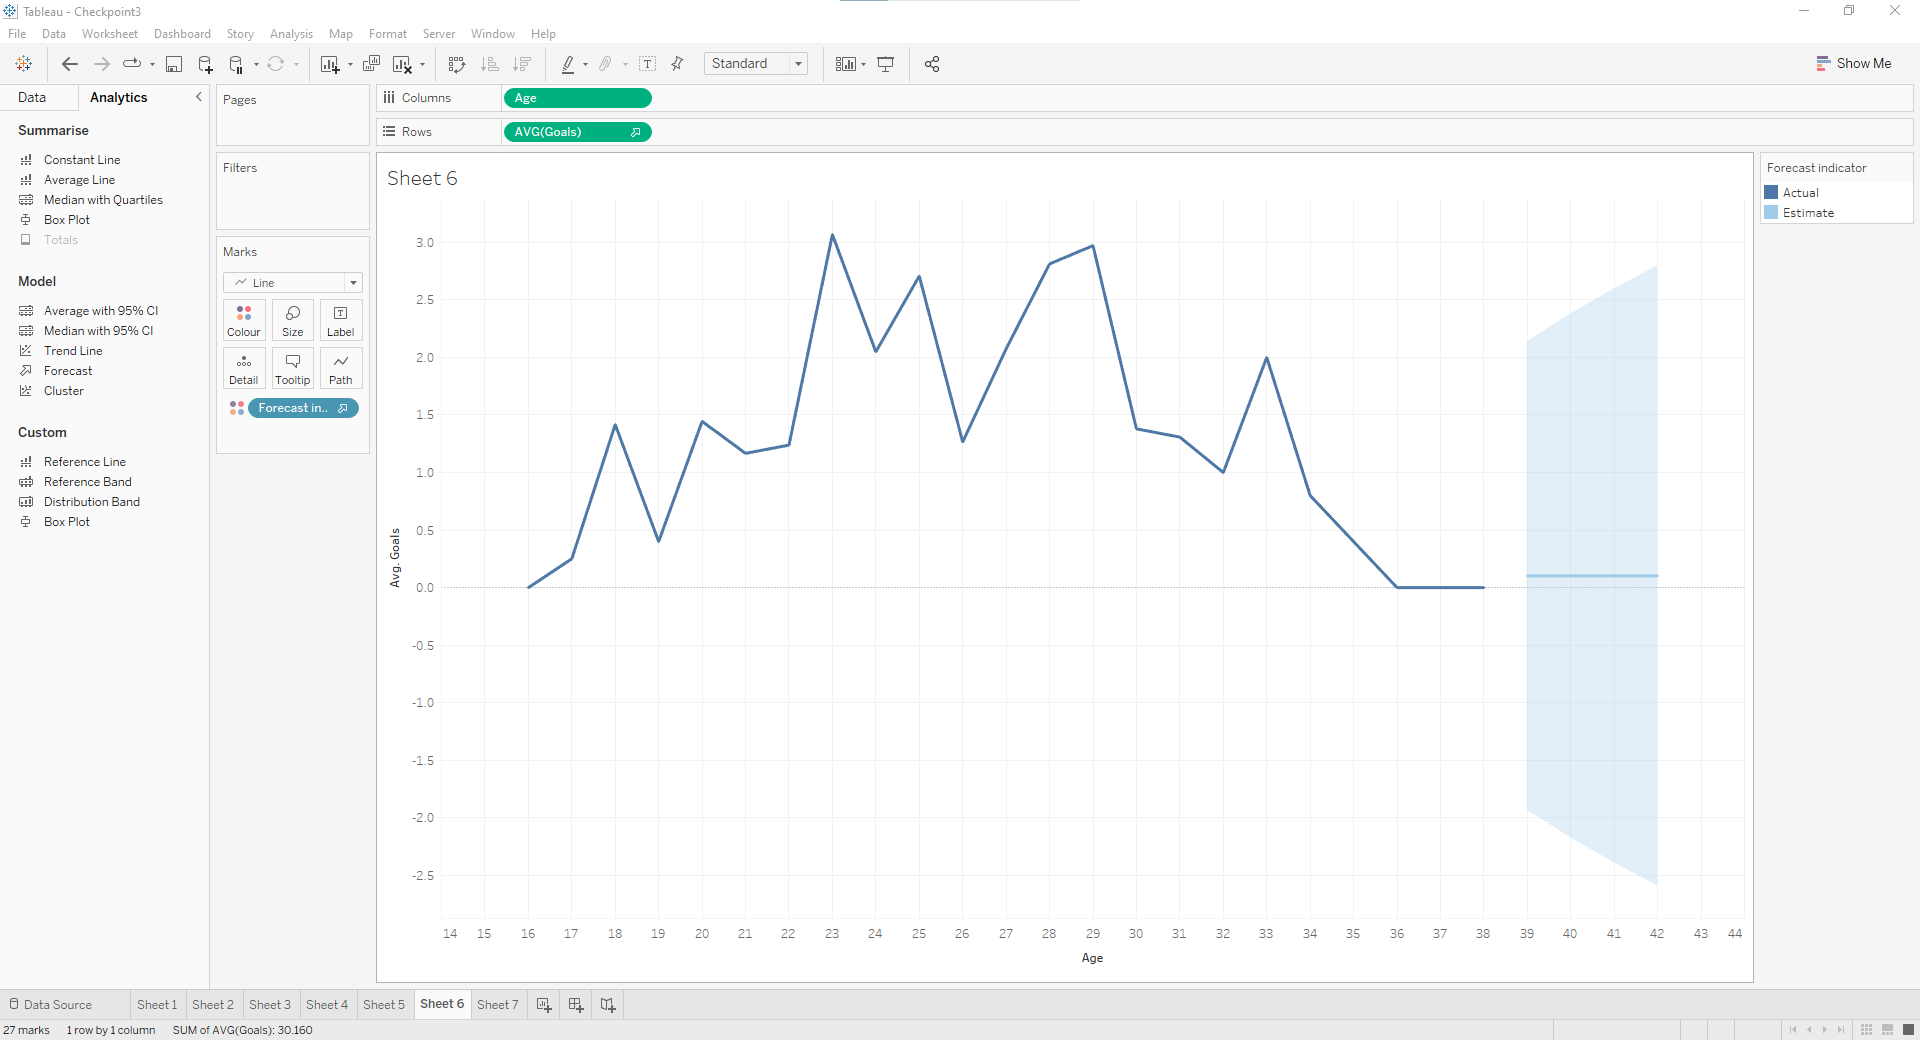 Tableau - Checkpoint3
File Data Worksheet Dashboard Story Analysis Map Format Server Window Help
Standard
Show Me
Data Analytics
Summarise
Constant Line
Average Line
Median with Quartiles
Box Plot
Totals
Model
Average with 95% CI
Median with 95% CI
Trend Line
Forecast
Cluster
Custom
Reference Line
Reference Band
Distribution Band
Box Plot
Pages
Filters
Marks
Line
Colour Size Label
Detail Tooltip Path
Forecast in..
Columns Age
Rows AVG(Goals)
Sheet 6
3.0
2.5
2.0
1.5
1.0
0.5
0.0
-0.5
-1.0
-1.5
-2.0
-2.5
Avg. Goals
14 15 16 17 18 19 20 21 22 23 24 25 26 27 28 29 30 31 32 33 34 35 36 37 38 39 40 41 42 43 44
Age
Forecast indicator
Actual
Estimate
Data Source Sheet 1 Sheet 2 Sheet 3 Sheet 4 Sheet 5 Sheet 6 Sheet 7
27 marks 1 row by 1 column SUM of AVG(Goals): 30.160